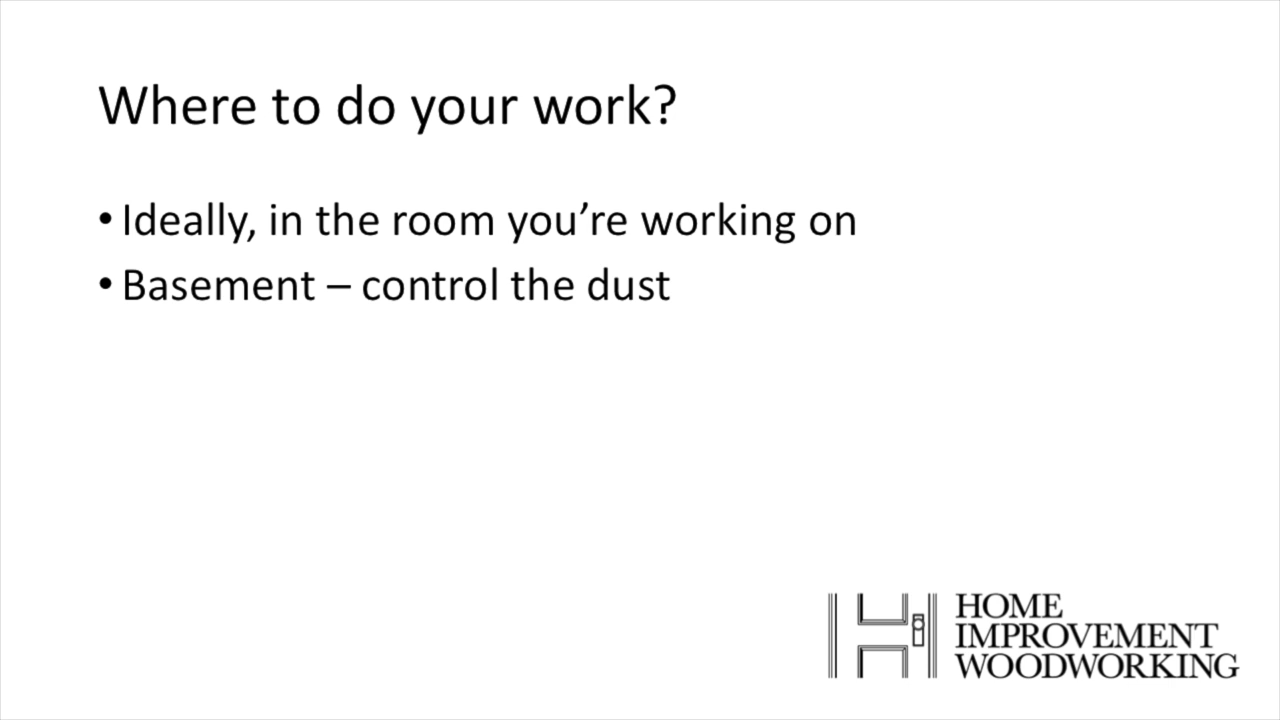 Where to do your work?
• Ideally, in the room you’re working on
• Basement – control the dust
HOME
IMPROVEMENT
WOODWORKING